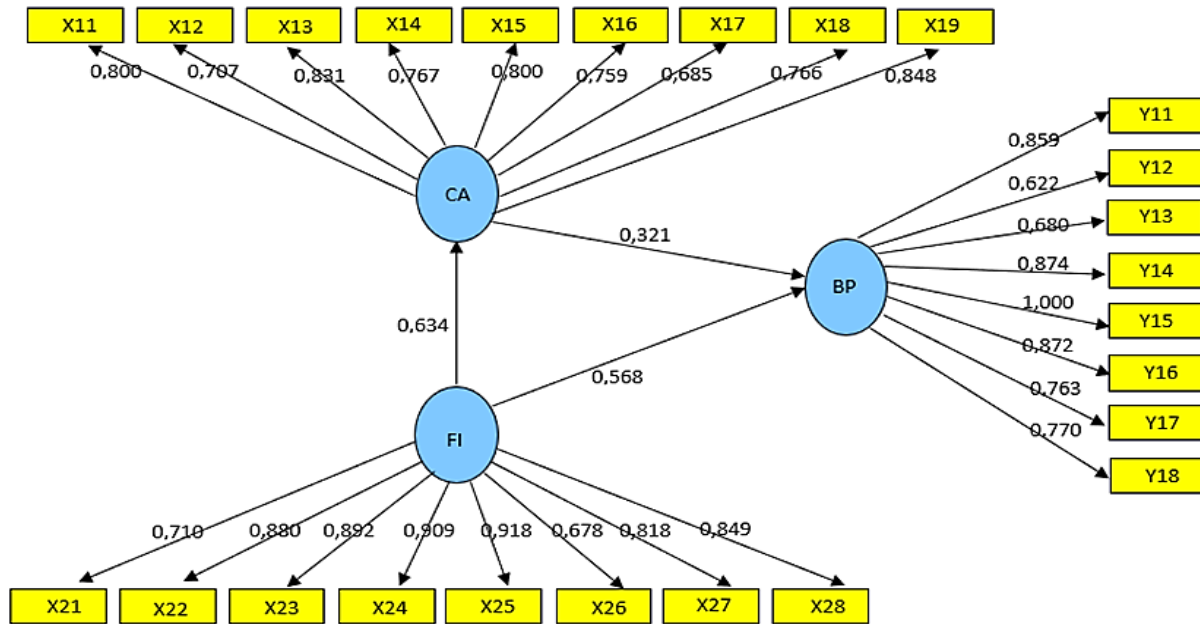 X11 X12 X13 X14 X15 X16 X17 X18 X19
0,800 0,707 0,831 0,767 0,800 0,759 0,685 0,766 0,848
Y11
0,859
Y12
0,622
CA
Y13
0,680
0,321
0,874
Y14
BP
1,000
Y15
0,634
0,872
Y16
0,568
0,763
Y17
0,770
FI
Y18
0,710 0,880 0,892 0,909 0,918 0,678 0,818 0,849
X21 X22 X23 X24 X25 X26 X27 X28